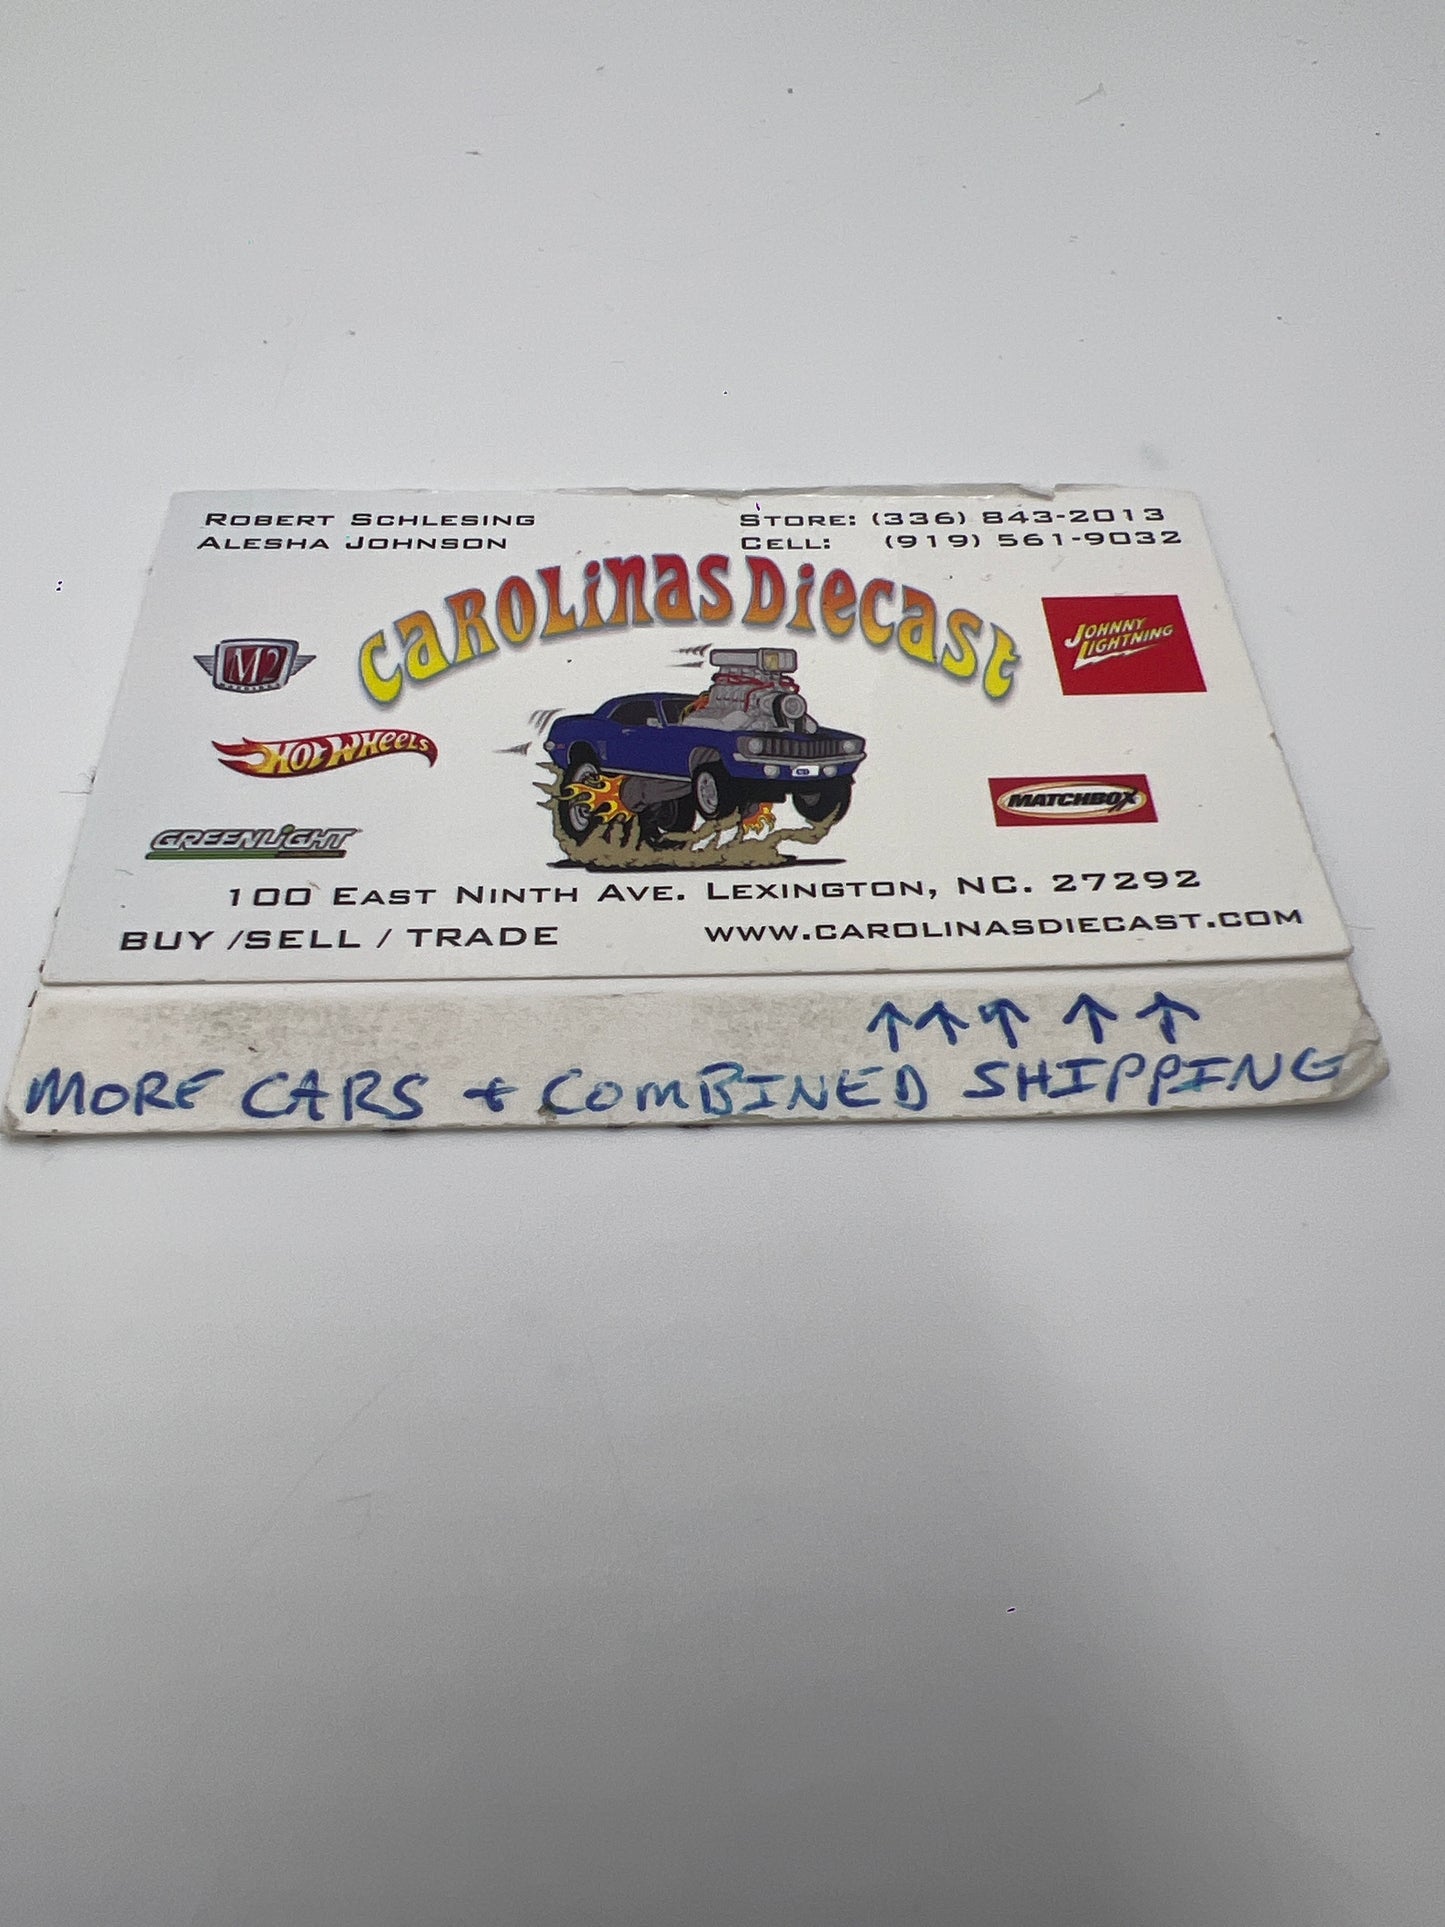 ROBERT SCHLESING
ALESHA JOHNSON
STORE: (336) 843-2013
CELL: (919) 561-9032
CAROLINAS DIECAST
M2
JOHNNY
LIGHTNING
HOT WHEELS
MATCHBOX
GREENLIGHT
100 EAST NINTH AVE. LEXINGTON, NC. 27292
BUY /SELL / TRADE
WWW.CAROLINASDIECAST.COM
↑ ↑ ↑ ↑ ↑
MORE CARS + COMBINED SHIPPING